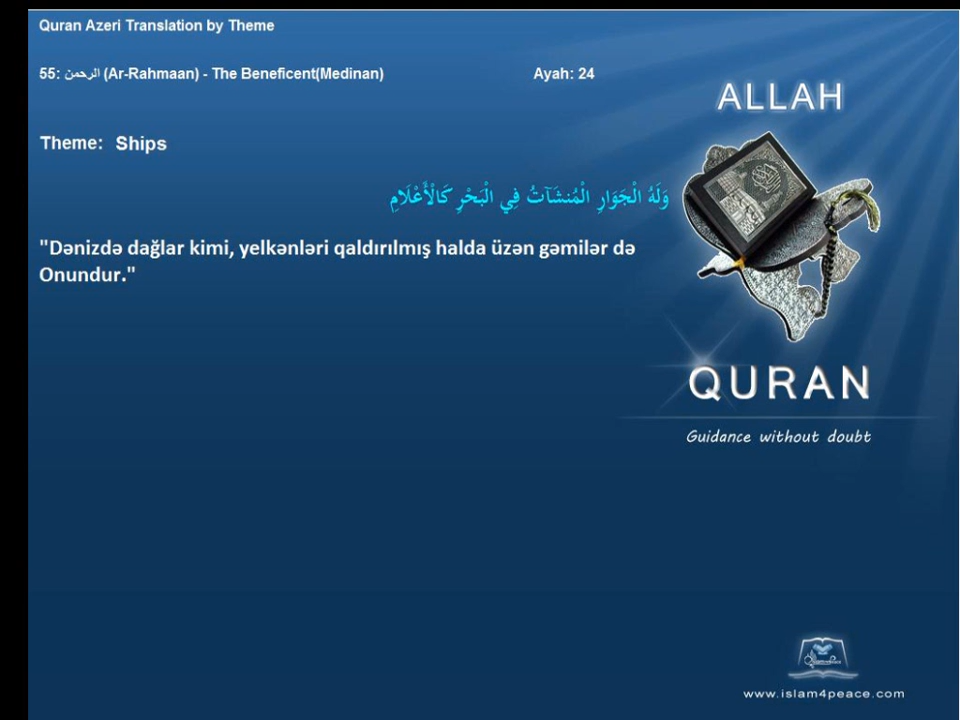 Quran Azeri Translation by Theme
55: الرحمن (Ar-Rahmaan) - The Beneficent(Medinan) Ayah: 24
ALLAH
Theme: Ships
وَلَهُ الْجَوَارِ الْمُنشَآتُ فِي الْبَحْرِ كَالْأَعْلَامِ
"Dənizdə dağlar kimi, yelkənləri qaldırılmış halda üzən gəmilər də
Onundur."
QURAN
Guidance without doubt
www.islam4peace.com